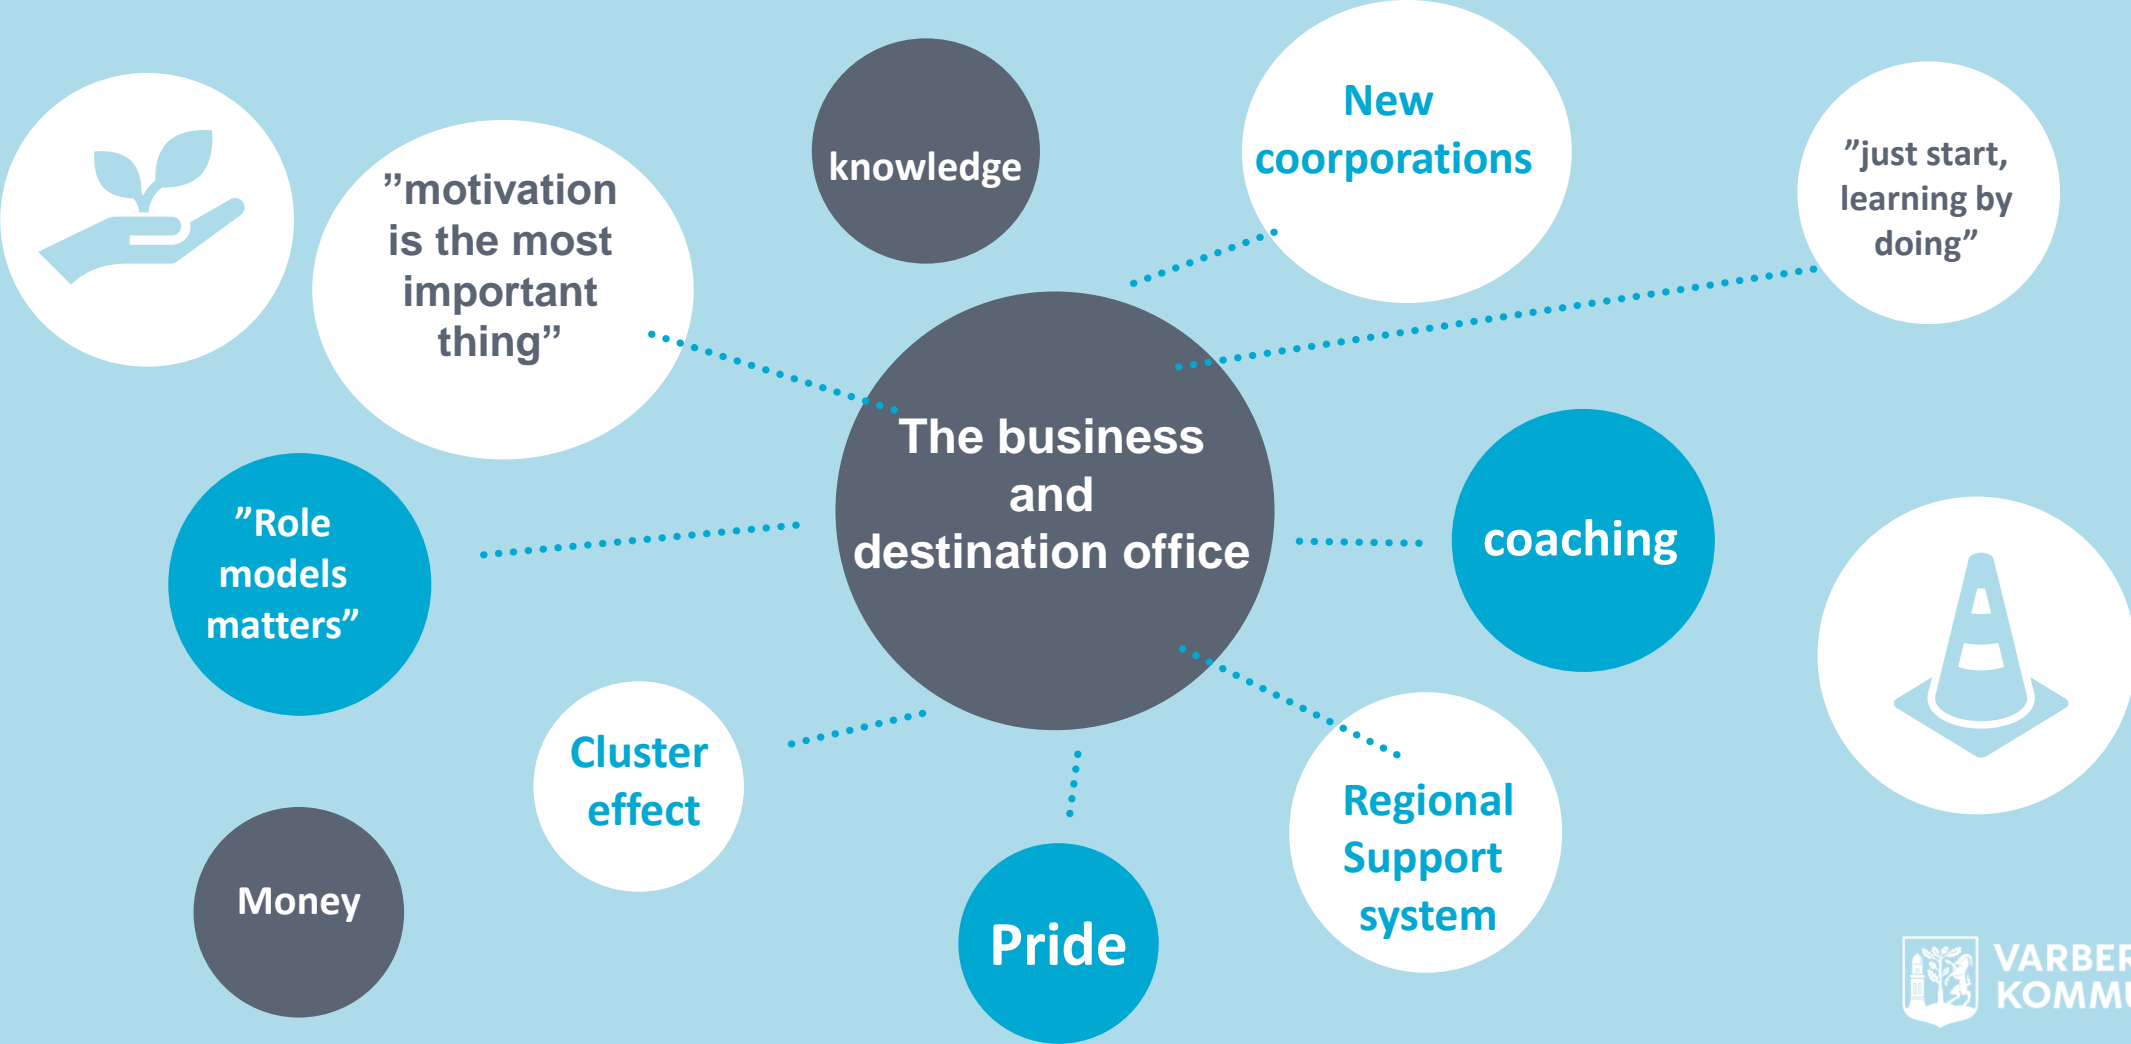 knowledge
New
coorporations
”just start,
learning by
doing”
”motivation
is the most
important
thing”
The business
and
destination office
coaching
”Role
models
matters”
Cluster
effect
Regional
Support
system
Money
Pride
VARBER
KOMMU